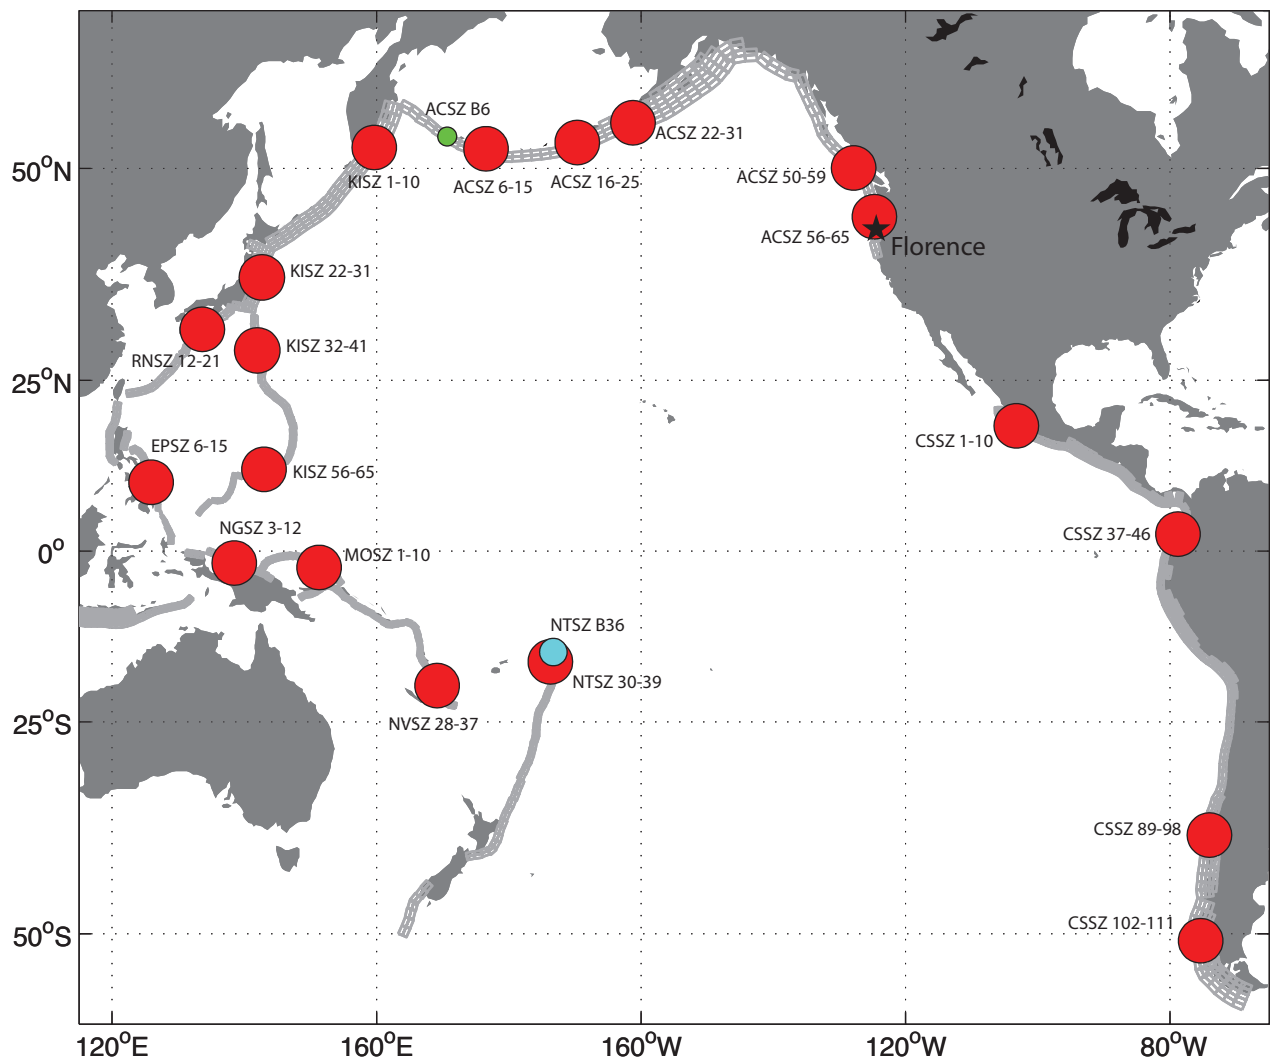 ACSZ B6
ACSZ 22-31
50°N
KISZ 1-10
ACSZ 6-15
ACSZ 16-25
ACSZ 50-59
ACSZ 56-65
Florence
KISZ 22-31
KISZ 32-41
RNSZ 12-21
25°N
EPSZ 6-15
CSSZ 1-10
KISZ 56-65
NGSZ 3-12
MOSZ 1-10
CSSZ 37-46
0°
NTSZ B36
NTSZ 30-39
NVSZ 28-37
25°S
CSSZ 89-98
CSSZ 102-111
50°S
120°E 160°E 160°W 120°W 80°W